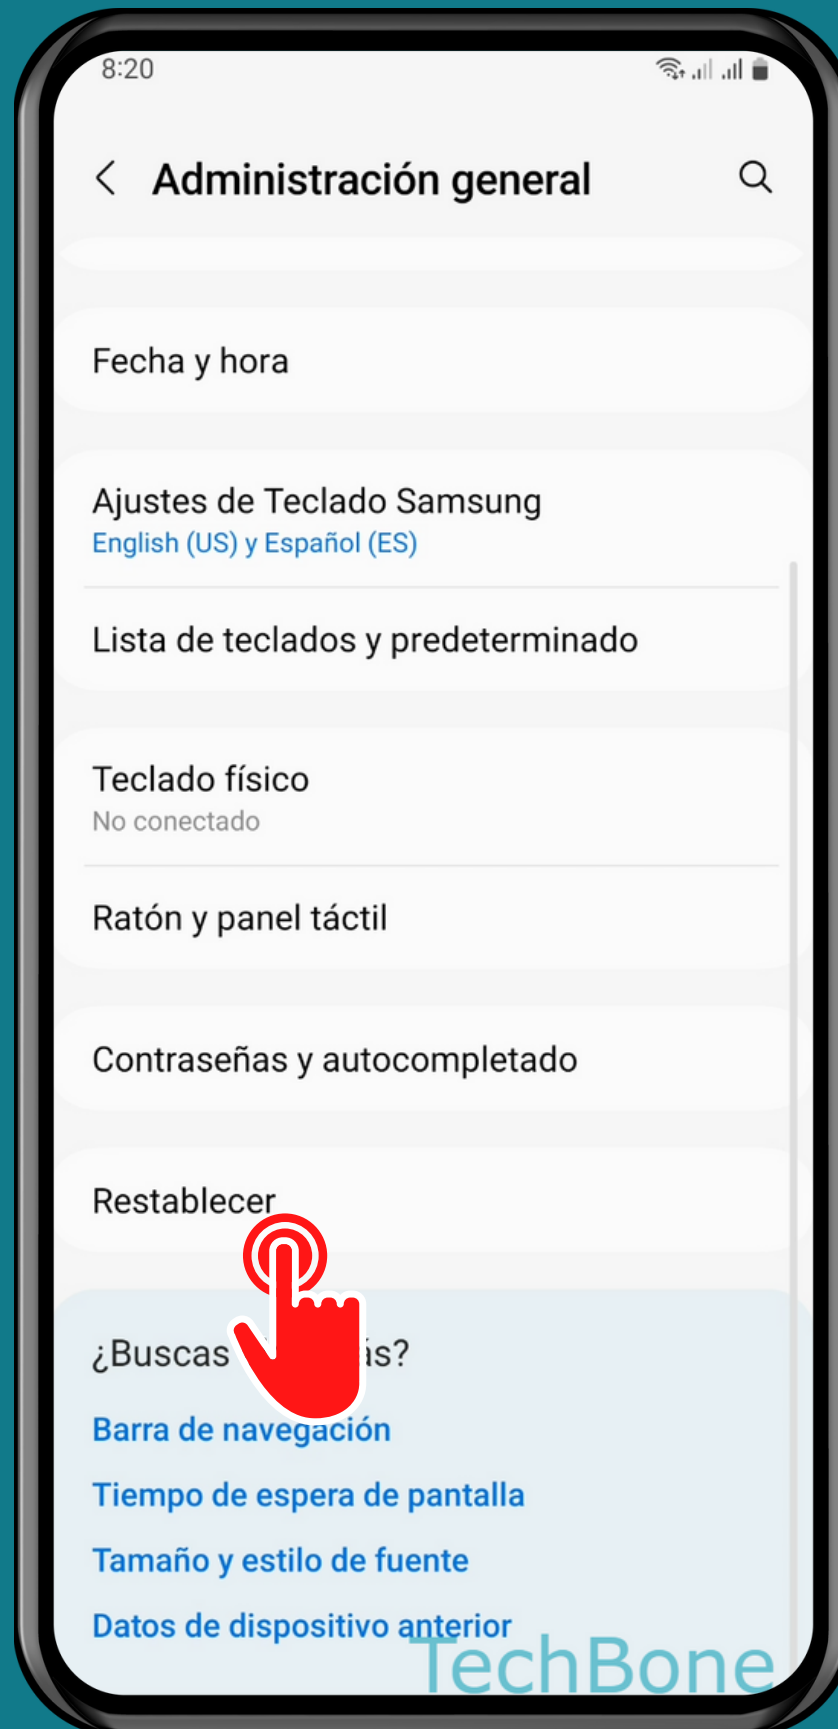 8:20
Administración general
Fecha y hora
Ajustes de Teclado Samsung
English (US) y Español (ES)
Lista de teclados y predeterminado
Teclado físico
No conectado
Ratón y panel táctil
Contraseñas y autocompletado
Restablecer
¿Buscas
Barra de navegación
Tiempo de espera de pantalla
Tamaño y estilo de fuente
Datos de dispositivo anterior
TechBone